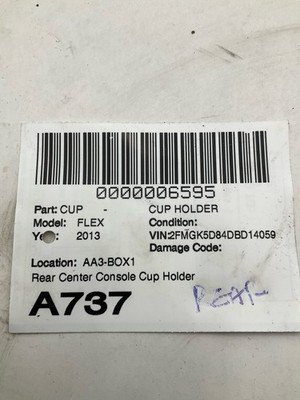 0000006595
Part: CUP - CUP HOLDER
Model: FLEX Condition:
Year: 2013 VIN:2FMGK5D84DBD14059
Damage Code:
Location: AA3-BOX1
Rear Center Console Cup Holder
A737 REAR